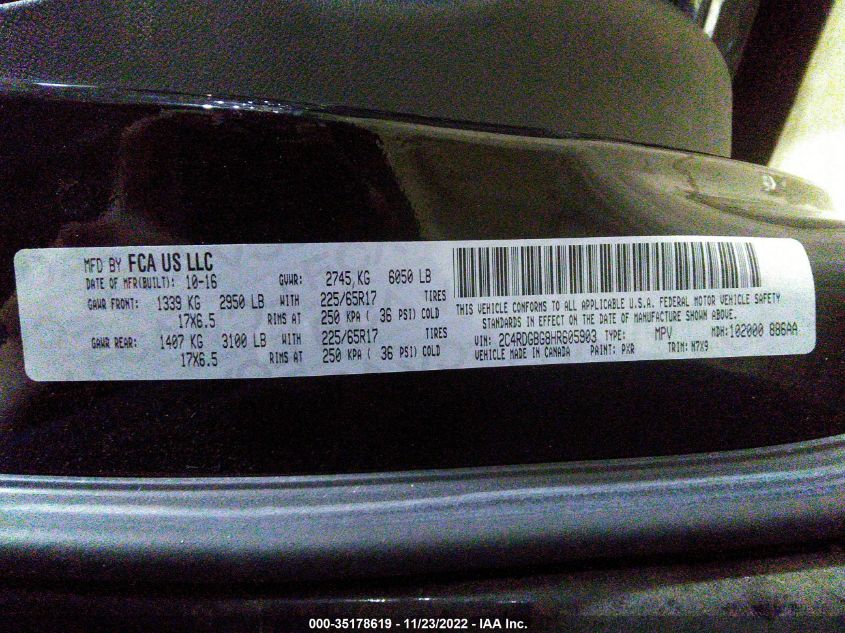 MFD BY FCA US LLC
DATE OF MFR(BUILT): 10-16 GVWR: 2745, KG 6050 LB
GAWR FRONT: 1339 KG 2950 LB WITH 225/65R17 TIRES
17X6.5 RIMS AT 250 KPA ( 36 PSI) COLD
GAWR REAR: 1407 KG 3100 LB WITH 225/65R17 TIRES
17X6.5 RIMS AT 250 KPA ( 36 PSI) COLD
THIS VEHICLE CONFORMS TO ALL APPLICABLE U.S.A. FEDERAL MOTOR VEHICLE SAFETY
STANDARDS IN EFFECT ON THE DATE OF MANUFACTURE SHOWN ABOVE.
VIN: 2C4RDGBG8HR605903 TYPE: MPV MDH: 102000 886AA
VEHICLE MADE IN CANADA PAINT: PXR TRIM: N7X9
000-35178619 - 11/23/2022 - IAA Inc.